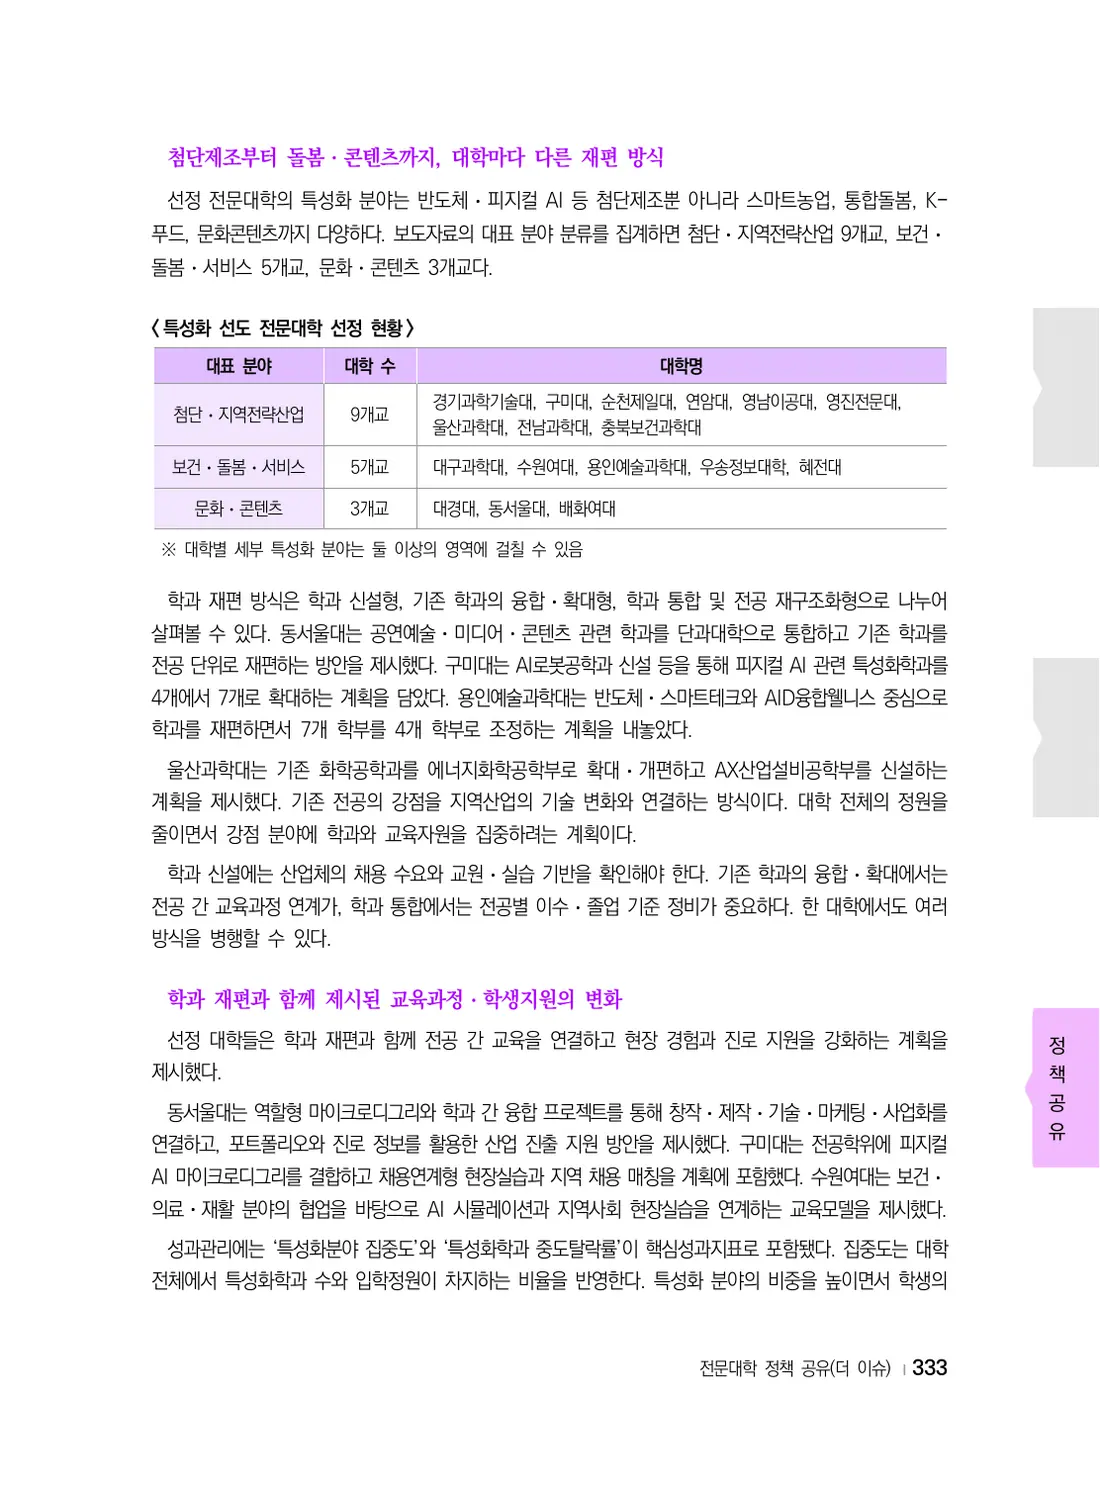 첨단제조부터 돌봄·콘텐츠까지, 대학마다 다른 재편 방식
선정 전문대학의 특성화 분야는 반도체·피지컬 AI 등 첨단제조뿐 아니라 스마트농업, 통합돌봄, K-
푸드, 문화콘텐츠까지 다양하다. 보도자료의 대표 분야 분류를 집계하면 첨단·지역전략산업 9개교, 보건·
돌봄·서비스 5개교, 문화·콘텐츠 3개교다.
〈특성화 선도 전문대학 선정 현황〉
대표 분야 대학 수 대학명
첨단·지역전략산업 9개교 경기과학기술대, 구미대, 순천제일대, 연암대, 영남이공대, 영진전문대,
울산과학대, 전남과학대, 충북보건과학대
보건·돌봄·서비스 5개교 대구과학대, 수원여대, 용인예술과학대, 우송정보대학, 혜전대
문화·콘텐츠 3개교 대경대, 동서울대, 배화여대
※ 대학별 세부 특성화 분야는 둘 이상의 영역에 걸칠 수 있음
학과 재편 방식은 학과 신설형, 기존 학과의 융합·확대형, 학과 통합 및 전공 재구조화형으로 나누어
살펴볼 수 있다. 동서울대는 공연예술·미디어·콘텐츠 관련 학과를 단과대학으로 통합하고 기존 학과를
전공 단위로 재편하는 방안을 제시했다. 구미대는 AI로봇공학과 신설 등을 통해 피지컬 AI 관련 특성화학과를
4개에서 7개로 확대하는 계획을 담았다. 용인예술과학대는 반도체·스마트테크와 AID융합웰니스 중심으로
학과를 재편하면서 7개 학부를 4개 학부로 조정하는 계획을 내놓았다.
울산과학대는 기존 화학공학과를 에너지화학공학부로 확대·개편하고 AX산업설비공학부를 신설하는
계획을 제시했다. 기존 전공의 강점을 지역산업의 기술 변화와 연결하는 방식이다. 대학 전체의 정원을
줄이면서 강점 분야에 학과와 교육자원을 집중하려는 계획이다.
학과 신설에는 산업체의 채용 수요와 교원·실습 기반을 확인해야 한다. 기존 학과의 융합·확대에서는
전공 간 교육과정 연계가, 학과 통합에서는 전공별 이수·졸업 기준 정비가 중요하다. 한 대학에서도 여러
방식을 병행할 수 있다.
학과 재편과 함께 제시된 교육과정·학생지원의 변화
선정 대학들은 학과 재편과 함께 전공 간 교육을 연결하고 현장 경험과 진로 지원을 강화하는 계획을
제시했다.
동서울대는 역할형 마이크로디그리와 학과 간 융합 프로젝트를 통해 창작·제작·기술·마케팅·사업화를
연결하고, 포트폴리오와 진로 정보를 활용한 산업 진출 지원 방안을 제시했다. 구미대는 전공학위에 피지컬
AI 마이크로디그리를 결합하고 채용연계형 현장실습과 지역 채용 매칭을 계획에 포함했다. 수원여대는 보건·
의료·재활 분야의 협업을 바탕으로 AI 시뮬레이션과 지역사회 현장실습을 연계하는 교육모델을 제시했다.
성과관리에는 ‘특성화분야 집중도’와 ‘특성화학과 중도탈락률’이 핵심성과지표로 포함됐다. 집중도는 대학
전체에서 특성화학과 수와 입학정원이 차지하는 비율을 반영한다. 특성화 분야의 비중을 높이면서 학생의
정
책
공
유
전문대학 정책 공유(더 이슈) | 333